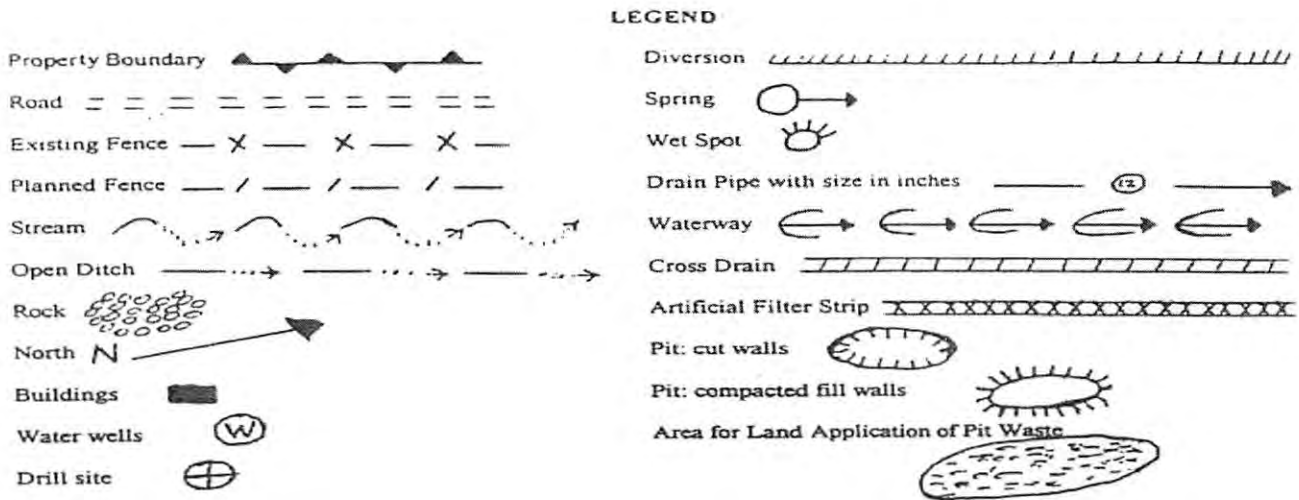 LEGEND
Property Boundary
Road
Existing Fence
Planned Fence
Stream
Open Ditch
Rock
North N
Buildings
Water wells W
Drill site
Diversion
Spring
Wet Spot
Drain Pipe with size in inches 12
Waterway
Cross Drain
Artificial Filter Strip
Pit: cut walls
Pit: compacted fill walls
Area for Land Application of Pit Waste